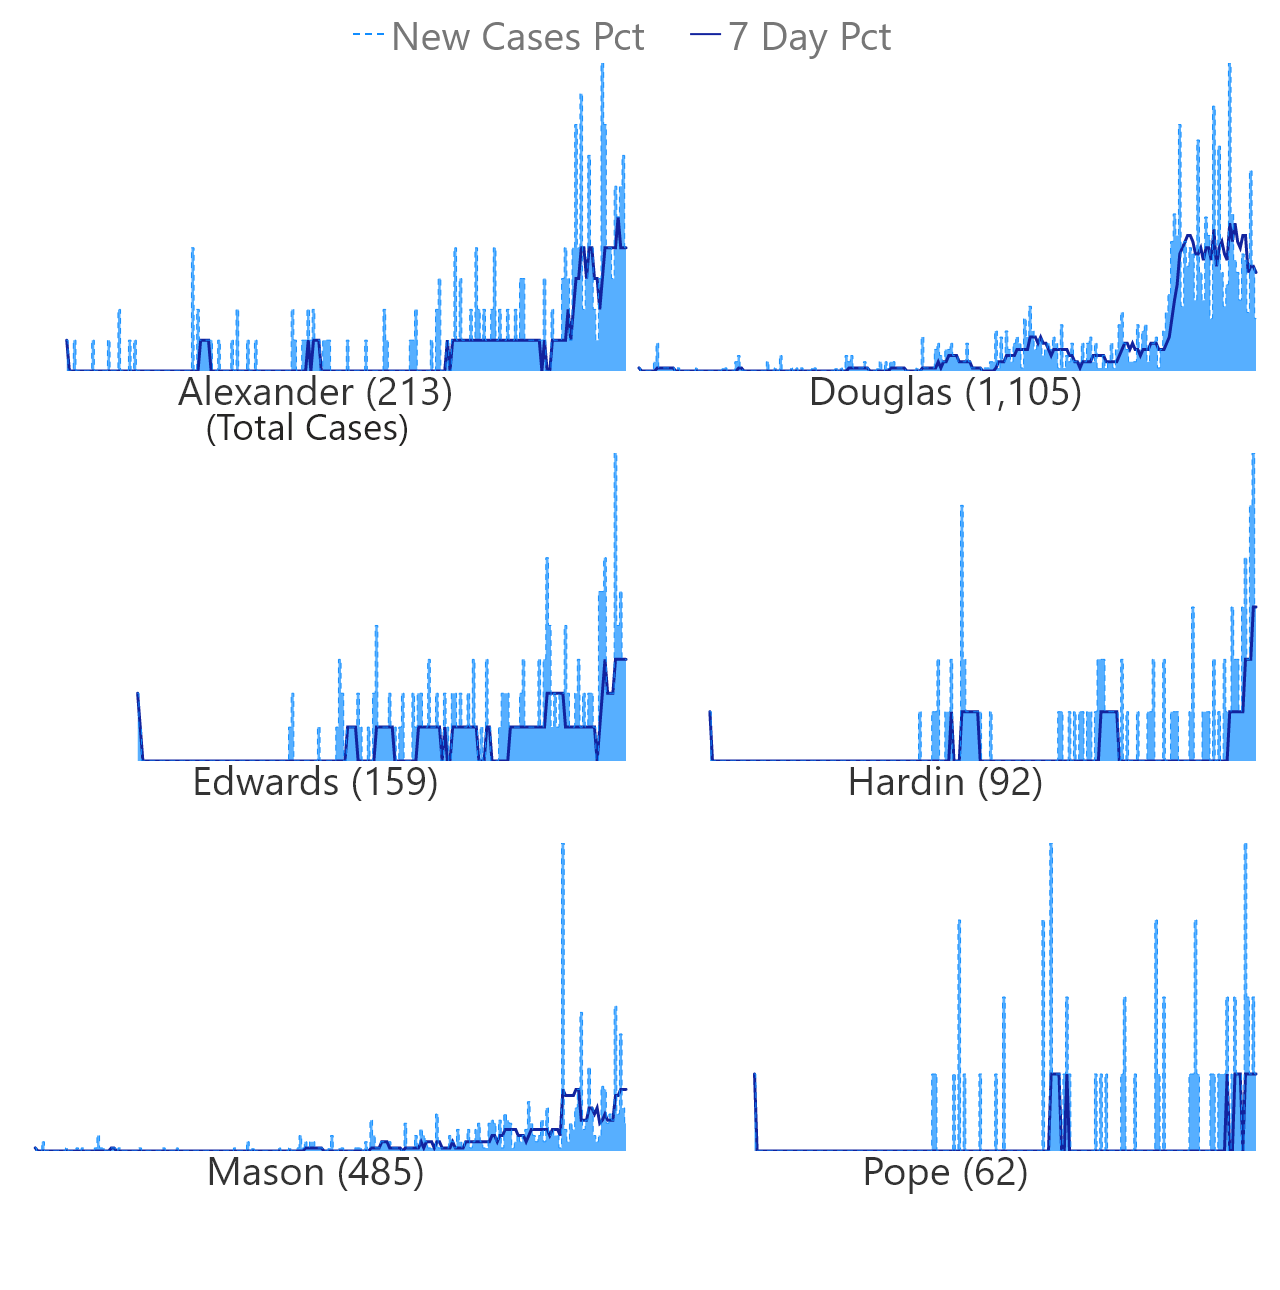 New Cases Pct 7 Day Pct
Alexander (213) Douglas (1,105)
(Total Cases)
Edwards (159) Hardin (92)
Mason (485) Pope (62)